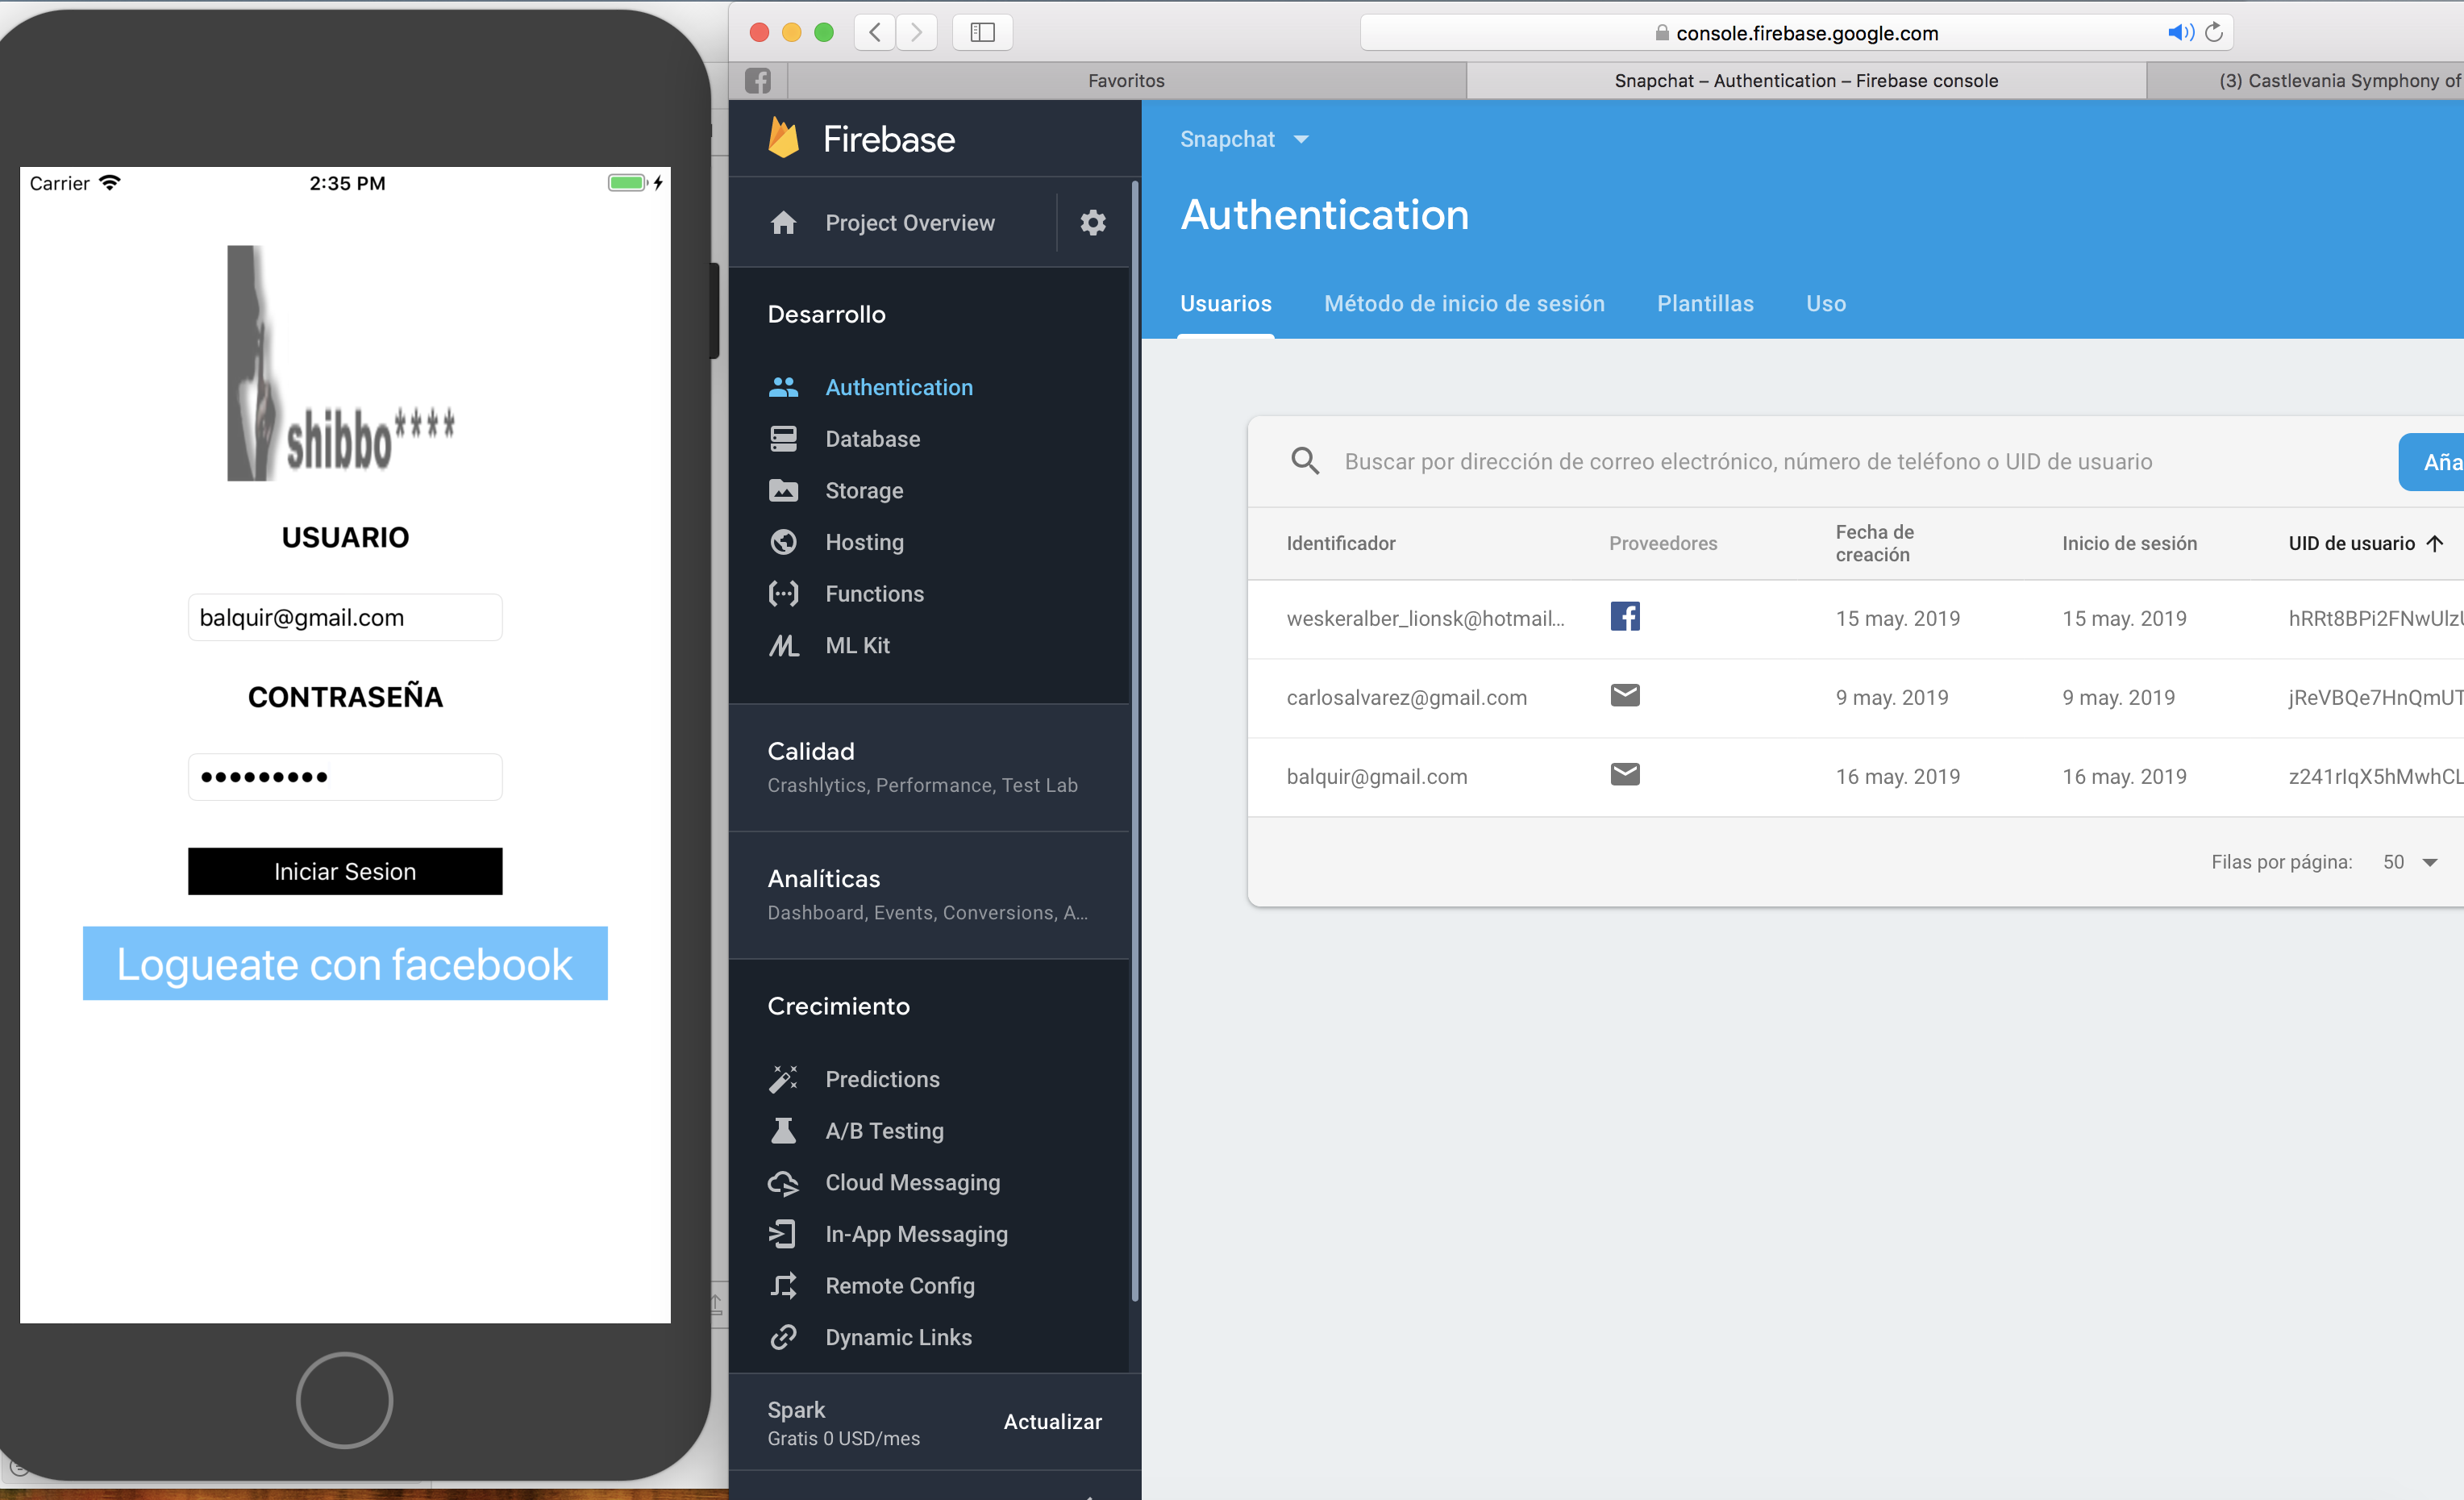 Carrier
2:35 PM
shibbo****
USUARIO
balquir@gmail.com
CONTRASEÑA
•••••••••
Iniciar Sesion
Logueate con facebook
console.firebase.google.com
Favoritos
Snapchat – Authentication – Firebase console
(3) Castlevania Symphony of
Firebase
Project Overview
Desarrollo
Authentication
Database
Storage
Hosting
Functions
ML Kit
Calidad
Crashlytics, Performance, Test Lab
Analíticas
Dashboard, Events, Conversions, A...
Crecimiento
Predictions
A/B Testing
Cloud Messaging
In-App Messaging
Remote Config
Dynamic Links
Spark
Gratis 0 USD/mes
Actualizar
Snapchat
Authentication
Usuarios Método de inicio de sesión Plantillas Uso
Buscar por dirección de correo electrónico, número de teléfono o UID de usuario
Aña
Identificador Proveedores Fecha de creación Inicio de sesión UID de usuario
weskeralber_lionsk@hotmail... 15 may. 2019 15 may. 2019 hRRt8BPi2FNwUlzU
carlosalvarez@gmail.com 9 may. 2019 9 may. 2019 jReVBQe7HnQmUT
balquir@gmail.com 16 may. 2019 16 may. 2019 z241rIqX5hMwhCL
Filas por página: 50